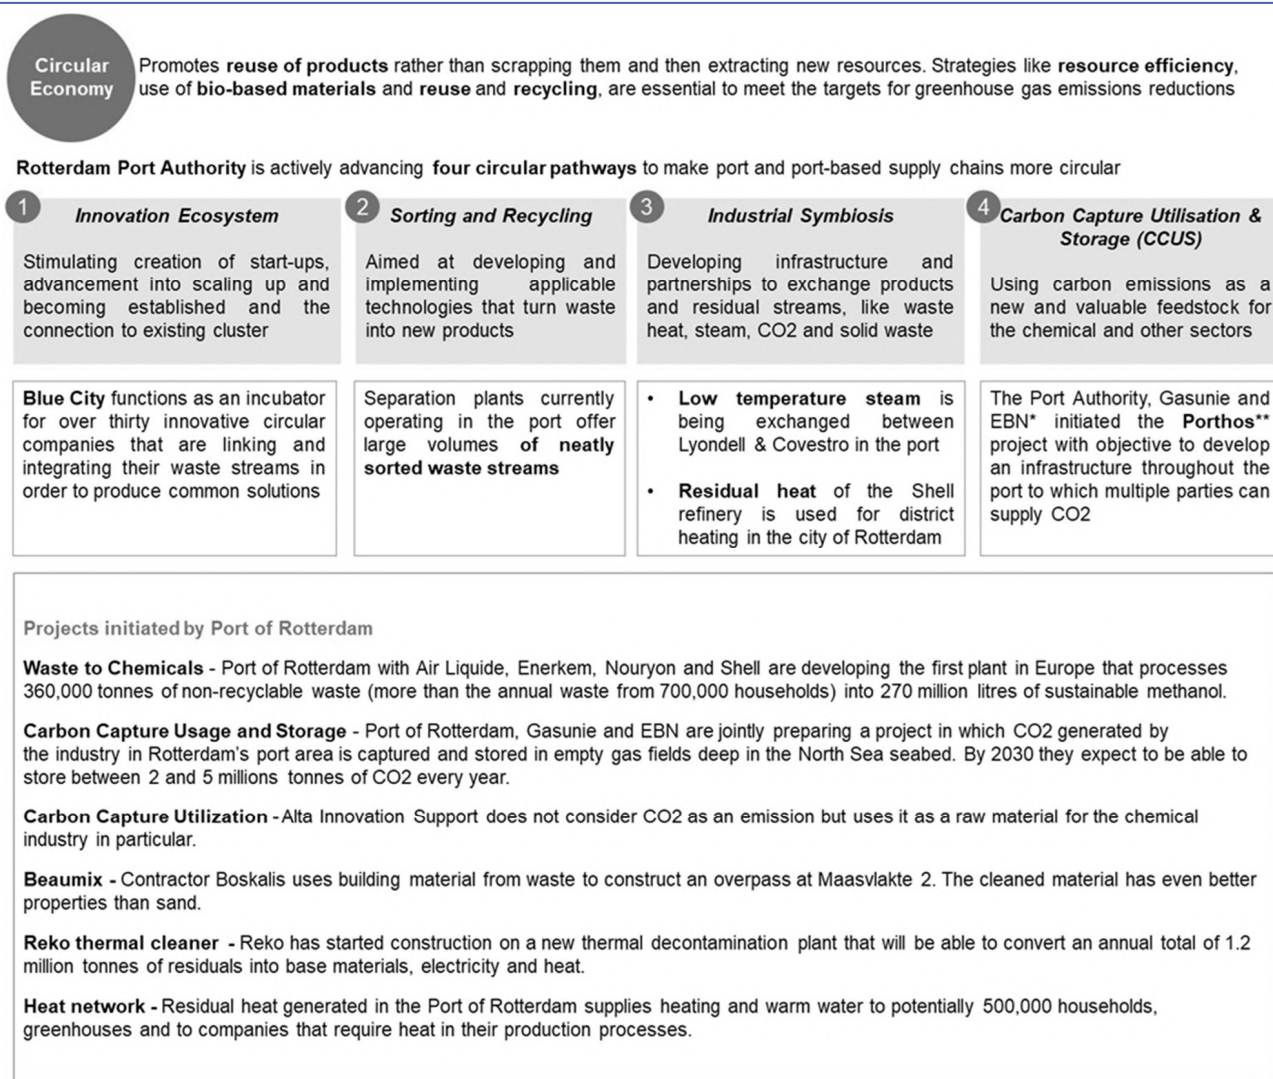 Circular
Economy
Promotes reuse of products rather than scrapping them and then extracting new resources. Strategies like resource efficiency,
use of bio-based materials and reuse and recycling, are essential to meet the targets for greenhouse gas emissions reductions
Rotterdam Port Authority is actively advancing four circular pathways to make port and port-based supply chains more circular
1
Innovation Ecosystem
Stimulating creation of start-ups,
advancement into scaling up and
becoming established and the
connection to existing cluster
Blue City functions as an incubator
for over thirty innovative circular
companies that are linking and
integrating their waste streams in
order to produce common solutions
2
Sorting and Recycling
Aimed at developing and
implementing applicable
technologies that turn waste
into new products
Separation plants currently
operating in the port offer
large volumes of neatly
sorted waste streams
3
Industrial Symbiosis
Developing infrastructure and
partnerships to exchange products
and residual streams, like waste
heat, steam, CO2 and solid waste
• Low temperature steam is
being exchanged between
Lyondell & Covestro in the port
• Residual heat of the Shell
refinery is used for district
heating in the city of Rotterdam
4
Carbon Capture Utilisation &
Storage (CCUS)
Using carbon emissions as a
new and valuable feedstock for
the chemical and other sectors
The Port Authority, Gasunie and
EBN* initiated the Porthos**
project with objective to develop
an infrastructure throughout the
port to which multiple parties can
supply CO2
Projects initiated by Port of Rotterdam
Waste to Chemicals - Port of Rotterdam with Air Liquide, Enerkem, Nouryon and Shell are developing the first plant in Europe that processes
360,000 tonnes of non-recyclable waste (more than the annual waste from 700,000 households) into 270 million litres of sustainable methanol.
Carbon Capture Usage and Storage - Port of Rotterdam, Gasunie and EBN are jointly preparing a project in which CO2 generated by
the industry in Rotterdam's port area is captured and stored in empty gas fields deep in the North Sea seabed. By 2030 they expect to be able to
store between 2 and 5 millions tonnes of CO2 every year.
Carbon Capture Utilization -Alta Innovation Support does not consider CO2 as an emission but uses it as a raw material for the chemical
industry in particular.
Beaumix - Contractor Boskalis uses building material from waste to construct an overpass at Maasvlakte 2. The cleaned material has even better
properties than sand.
Reko thermal cleaner - Reko has started construction on a new thermal decontamination plant that will be able to convert an annual total of 1.2
million tonnes of residuals into base materials, electricity and heat.
Heat network - Residual heat generated in the Port of Rotterdam supplies heating and warm water to potentially 500,000 households,
greenhouses and to companies that require heat in their production processes.